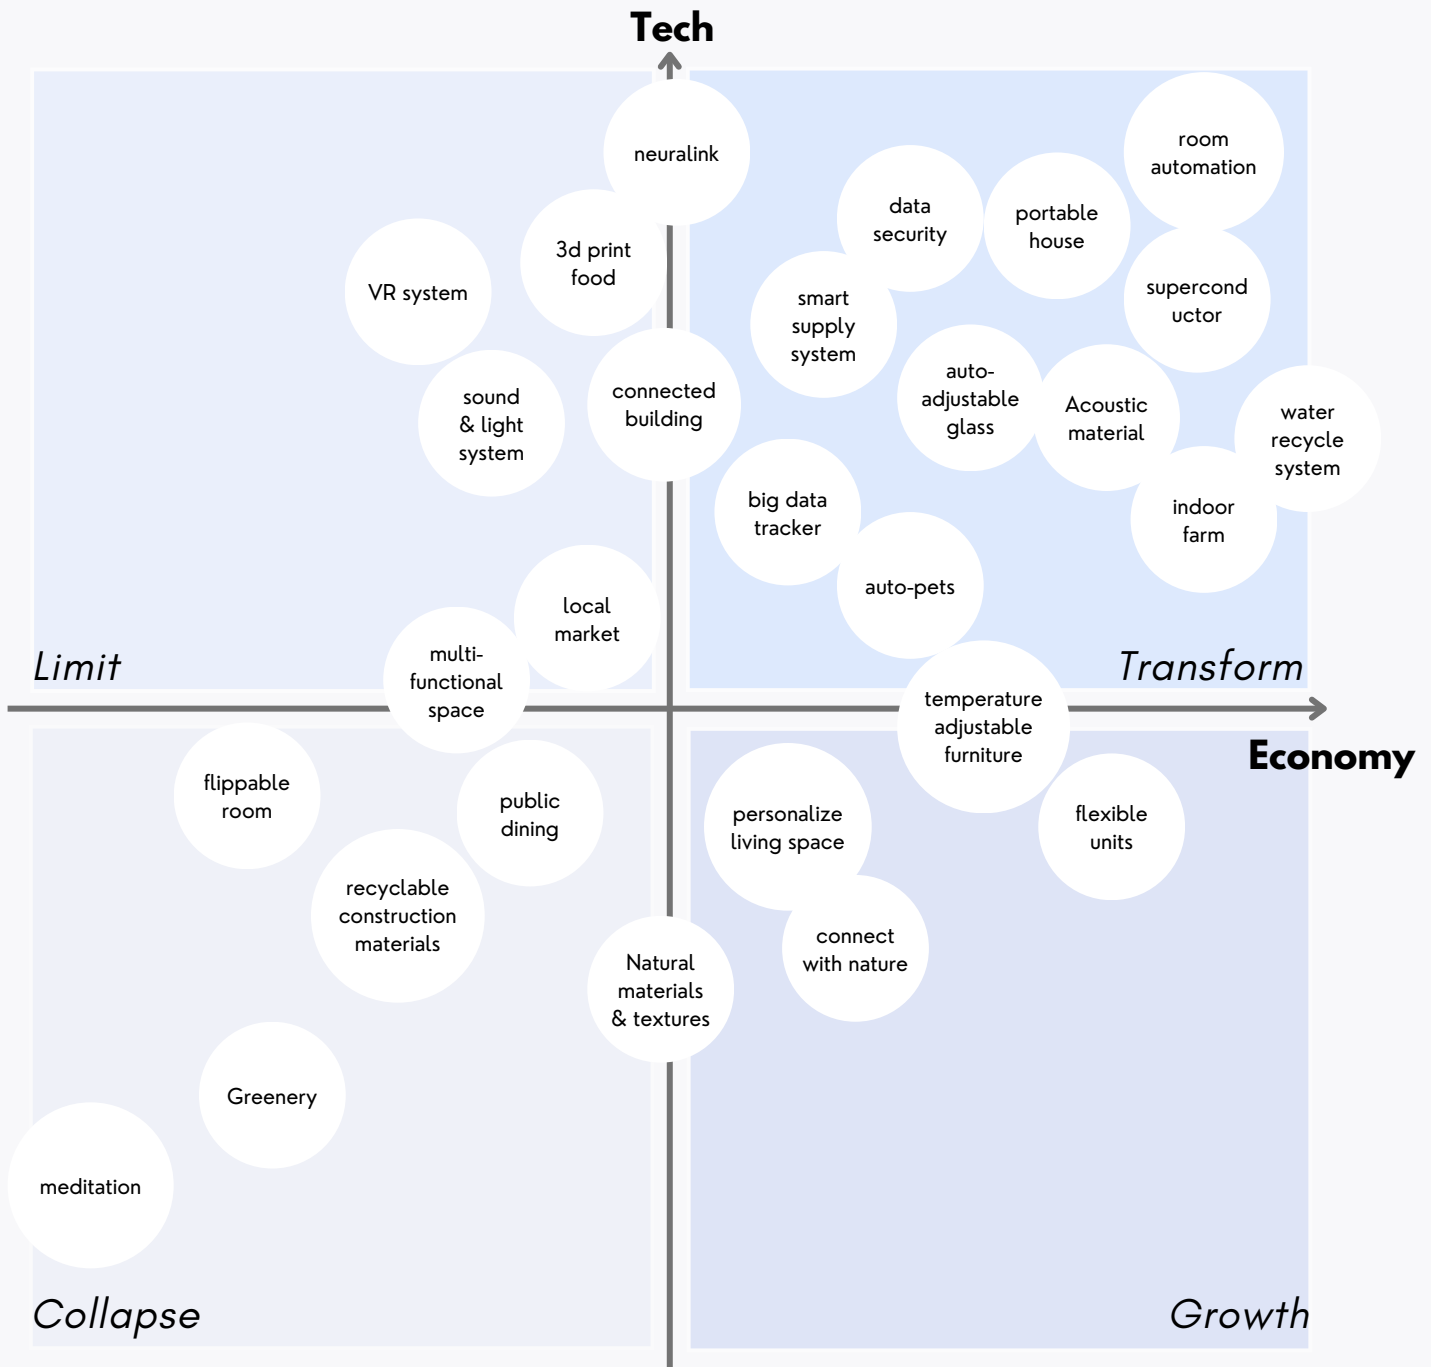 Tech
neuralink
room
automation
data
security
portable
house
3d print
food
VR system
smart
supply
system
supercond
uctor
connected
building
auto-
adjustable
glass
Acoustic
material
sound
& light
system
water
recycle
system
big data
tracker
indoor
farm
auto-pets
local
market
multi-
functional
space
Limit
Transform
temperature
adjustable
furniture
Economy
flippable
room
public
dining
personalize
living space
flexible
units
recyclable
construction
materials
connect
with nature
Natural
materials
& textures
Greenery
meditation
Collapse
Growth